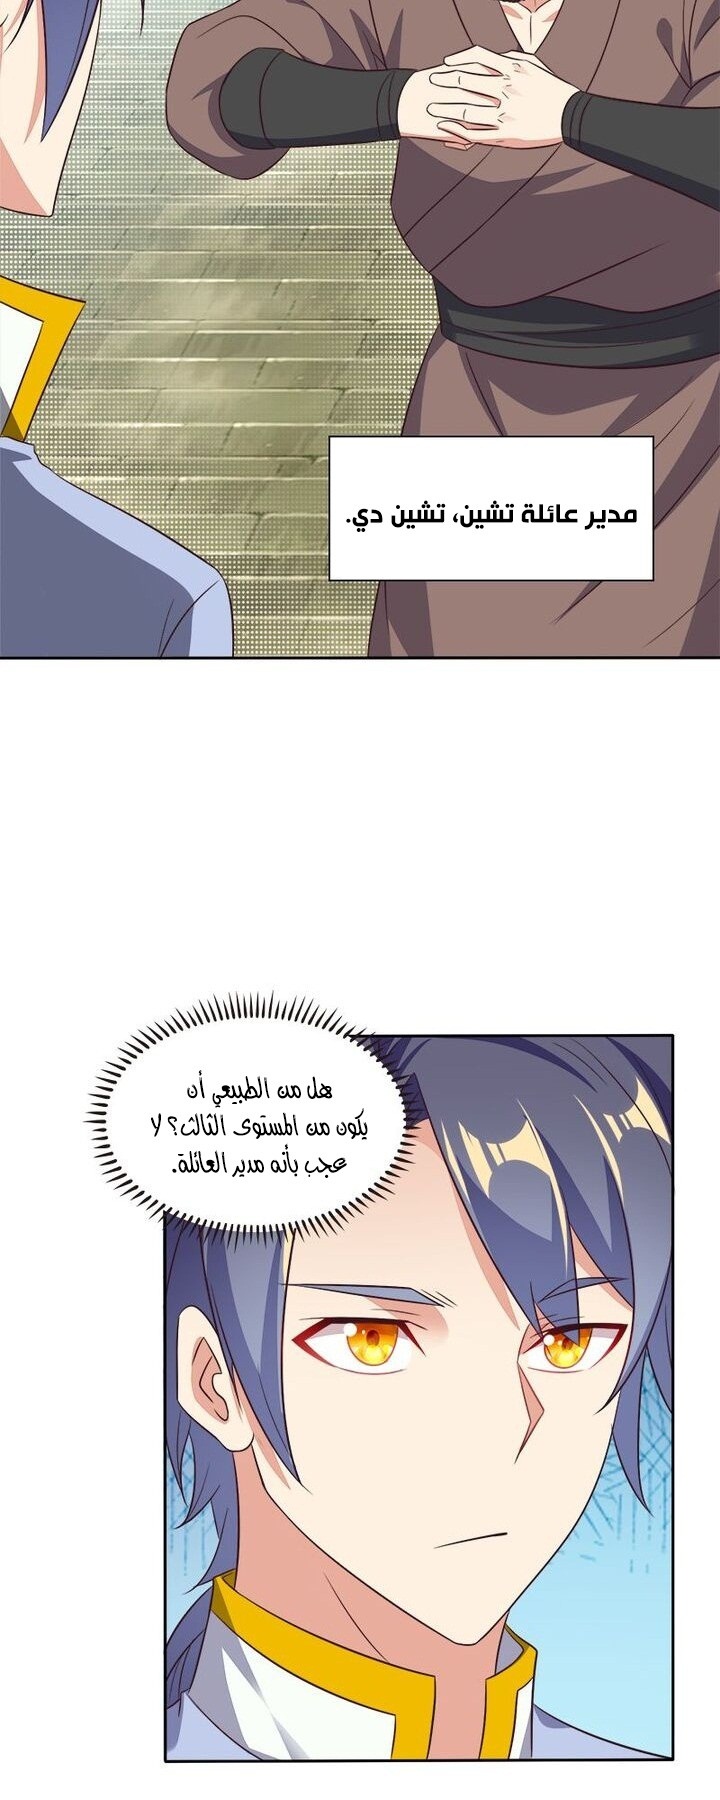 مدير عائلة تشين، تشين دي.
هل من الطبيعي أن
يكون من المستوى الثالث؟ لا
عجب بأنه مدير العائلة.